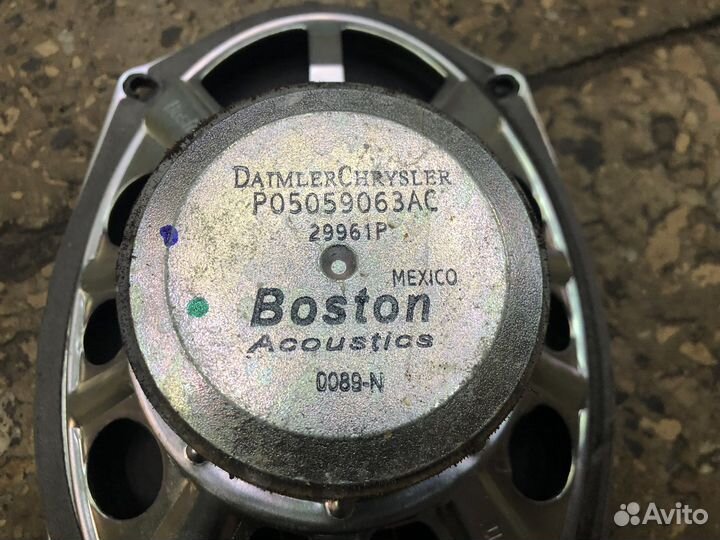 DAIMLERCHRYSLER
P05059063AC
29961P
MEXICO
Boston
Acoustics
0089-N
Avito